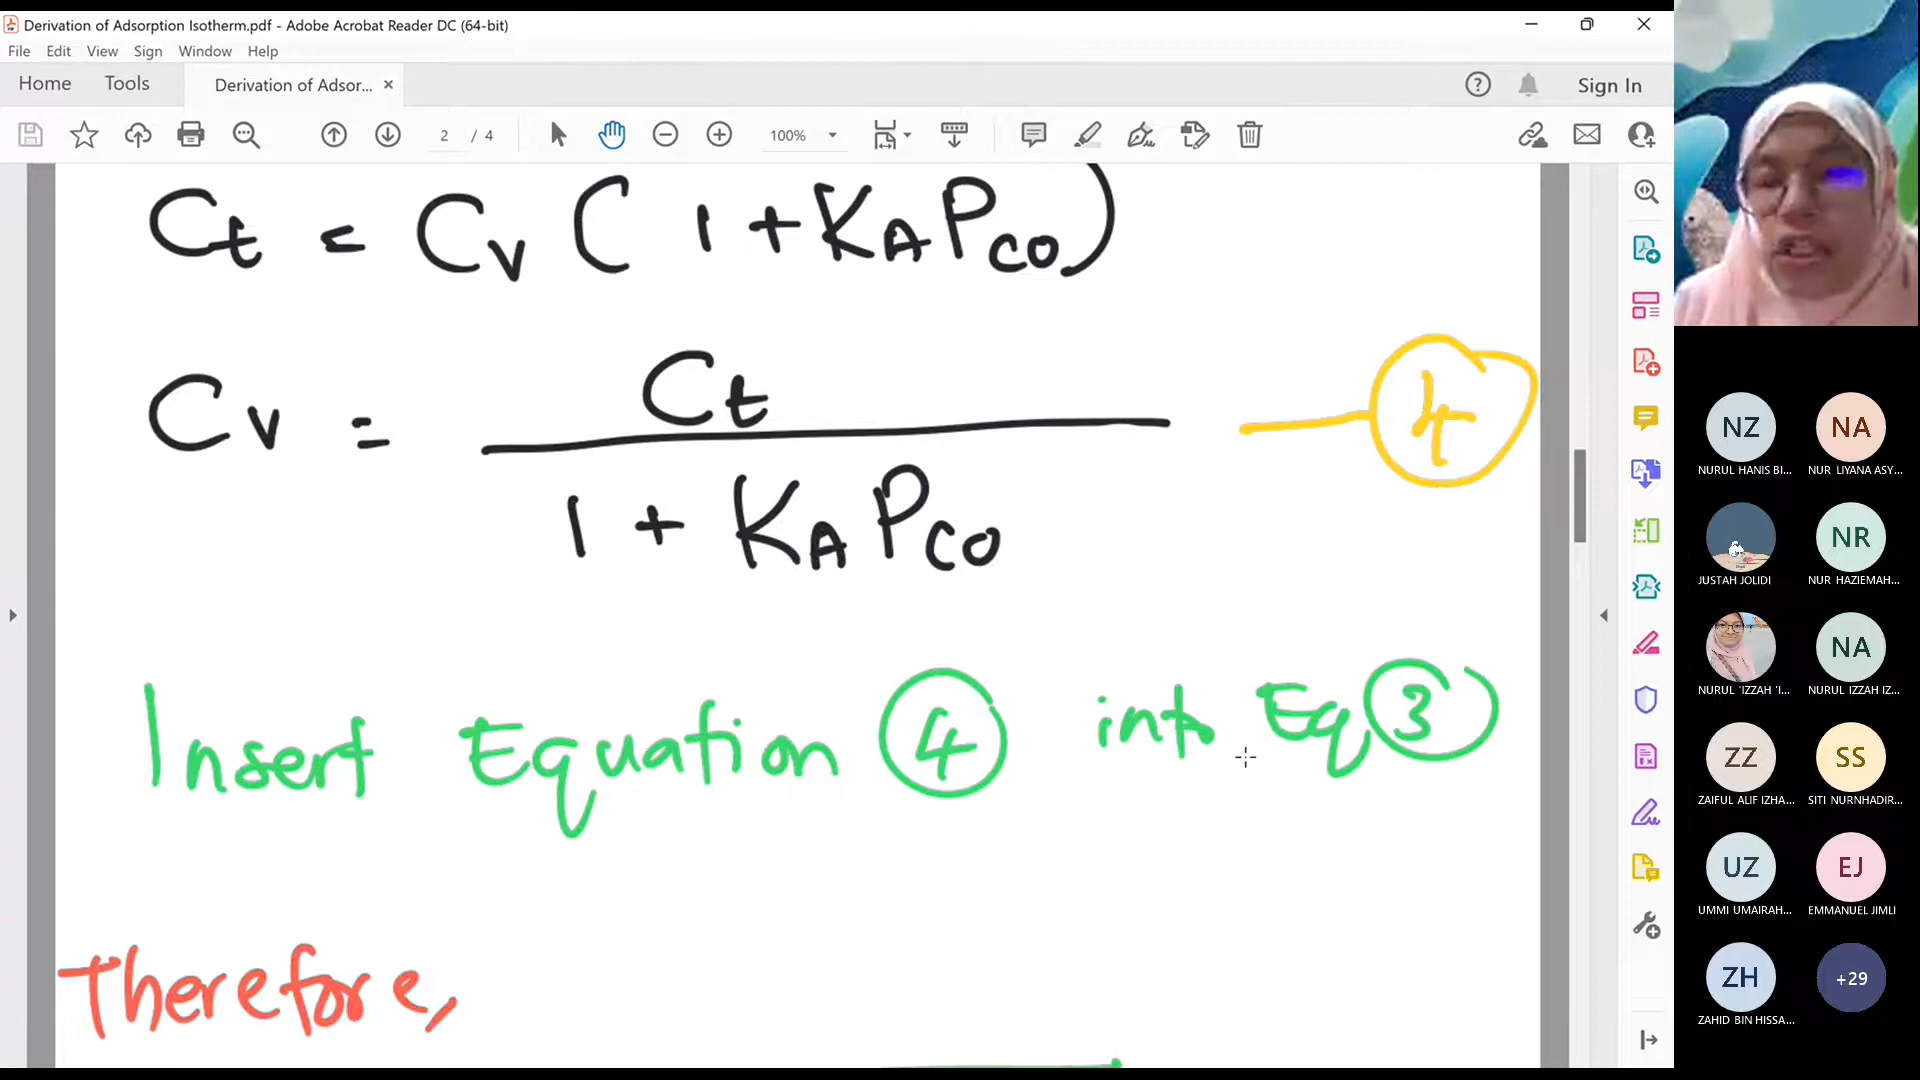 Derivation of Adsorption Isotherm.pdf - Adobe Acrobat Reader DC (64-bit)
File Edit View Sign Window Help
Home Tools Derivation of Adsor... × Sign In
2 / 4 100%
Ct = Cv ( 1 + KA PCO )
Cv = Ct
1 + KA PCO
4
Insert Equation 4 into Eq 3
Therefore,
NZ NA
NURUL HANIS BI... NUR LIYANA ASY...
NR
JUSTAH JOLIDI NUR HAZIEMAH...
NA
NURUL 'IZZAH 'I... NURUL IZZAH IZ...
ZZ SS
ZAIFUL ALIF IZHA... SITI NURNHADIR...
UZ EJ
UMMI UMAIRAH... EMMANUEL JIMLI
ZH +29
ZAHID BIN HISSA...